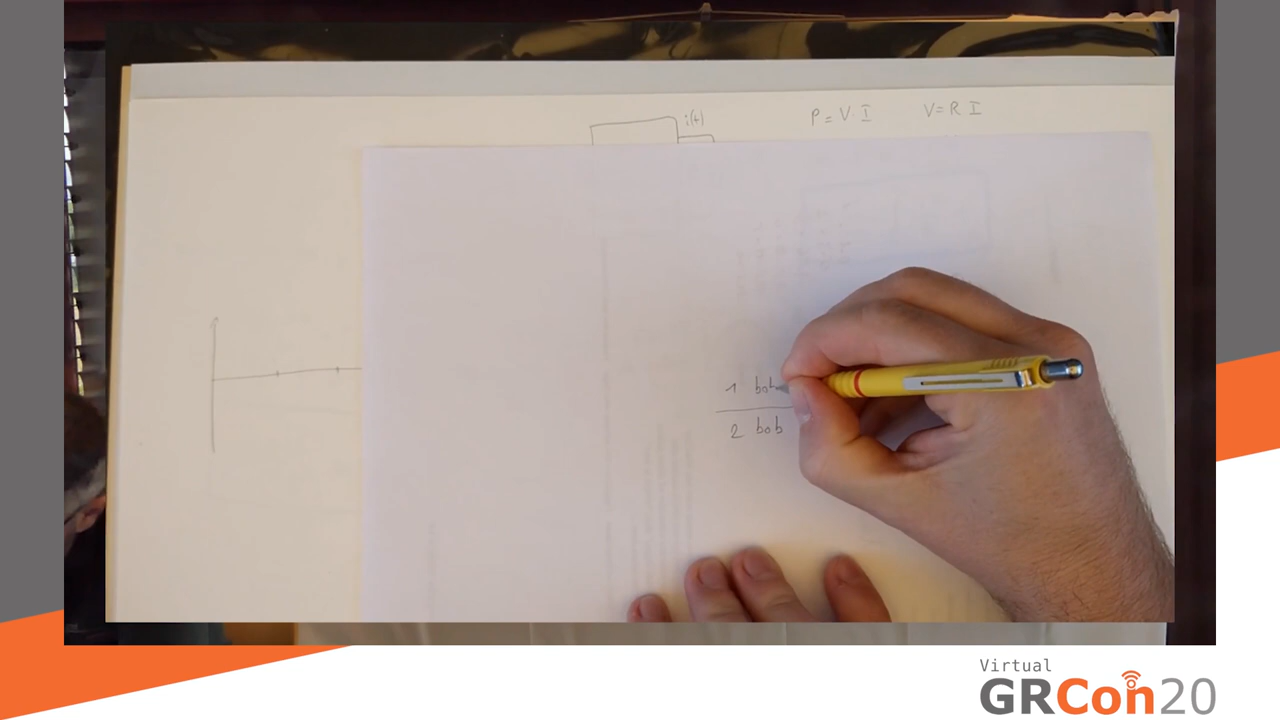 i(t)
P = V · I
V = R I
1 bob
2 bob
Virtual
GRCon20